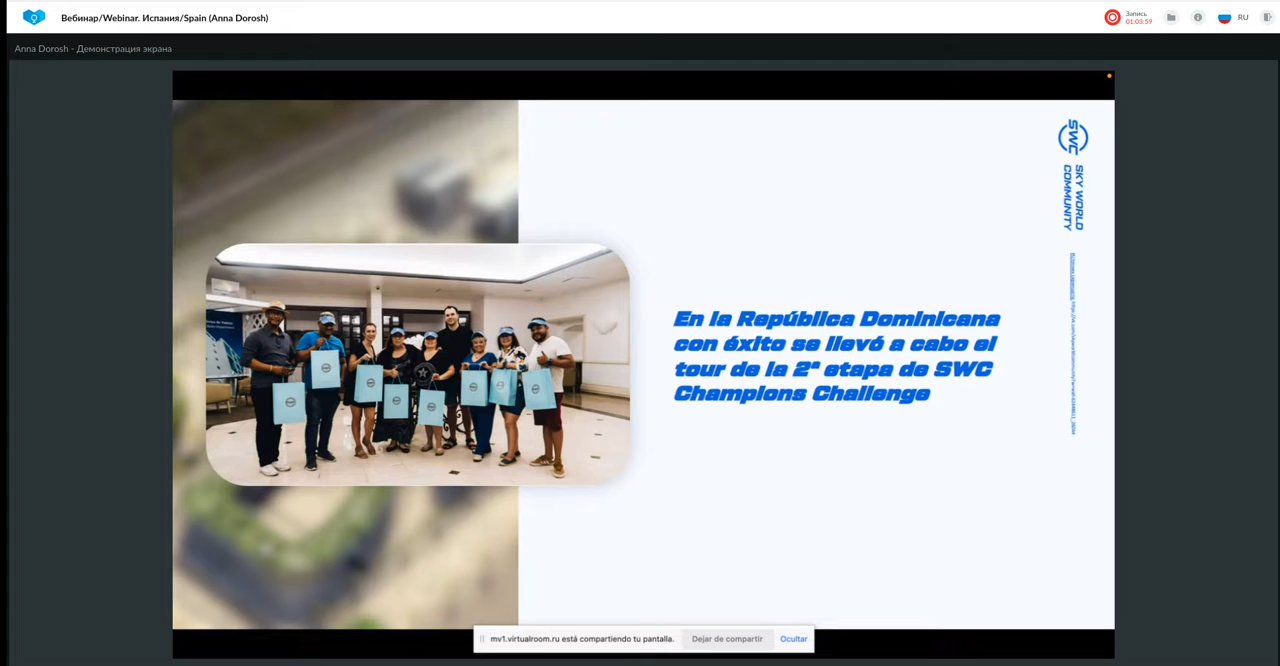 Вебинар/Webinar. Испания/Spain (Anna Dorosh)
Запись
01:03:59
RU
Anna Dorosh - Демонстрация экрана
SWC
SKY WORLD
COMMUNITY
En la República Dominicana
con éxito se llevó a cabo el
tour de la 2ª etapa de SWC
Champions Challenge
mv1.virtualroom.ru está compartiendo tu pantalla.
Dejar de compartir
Ocultar